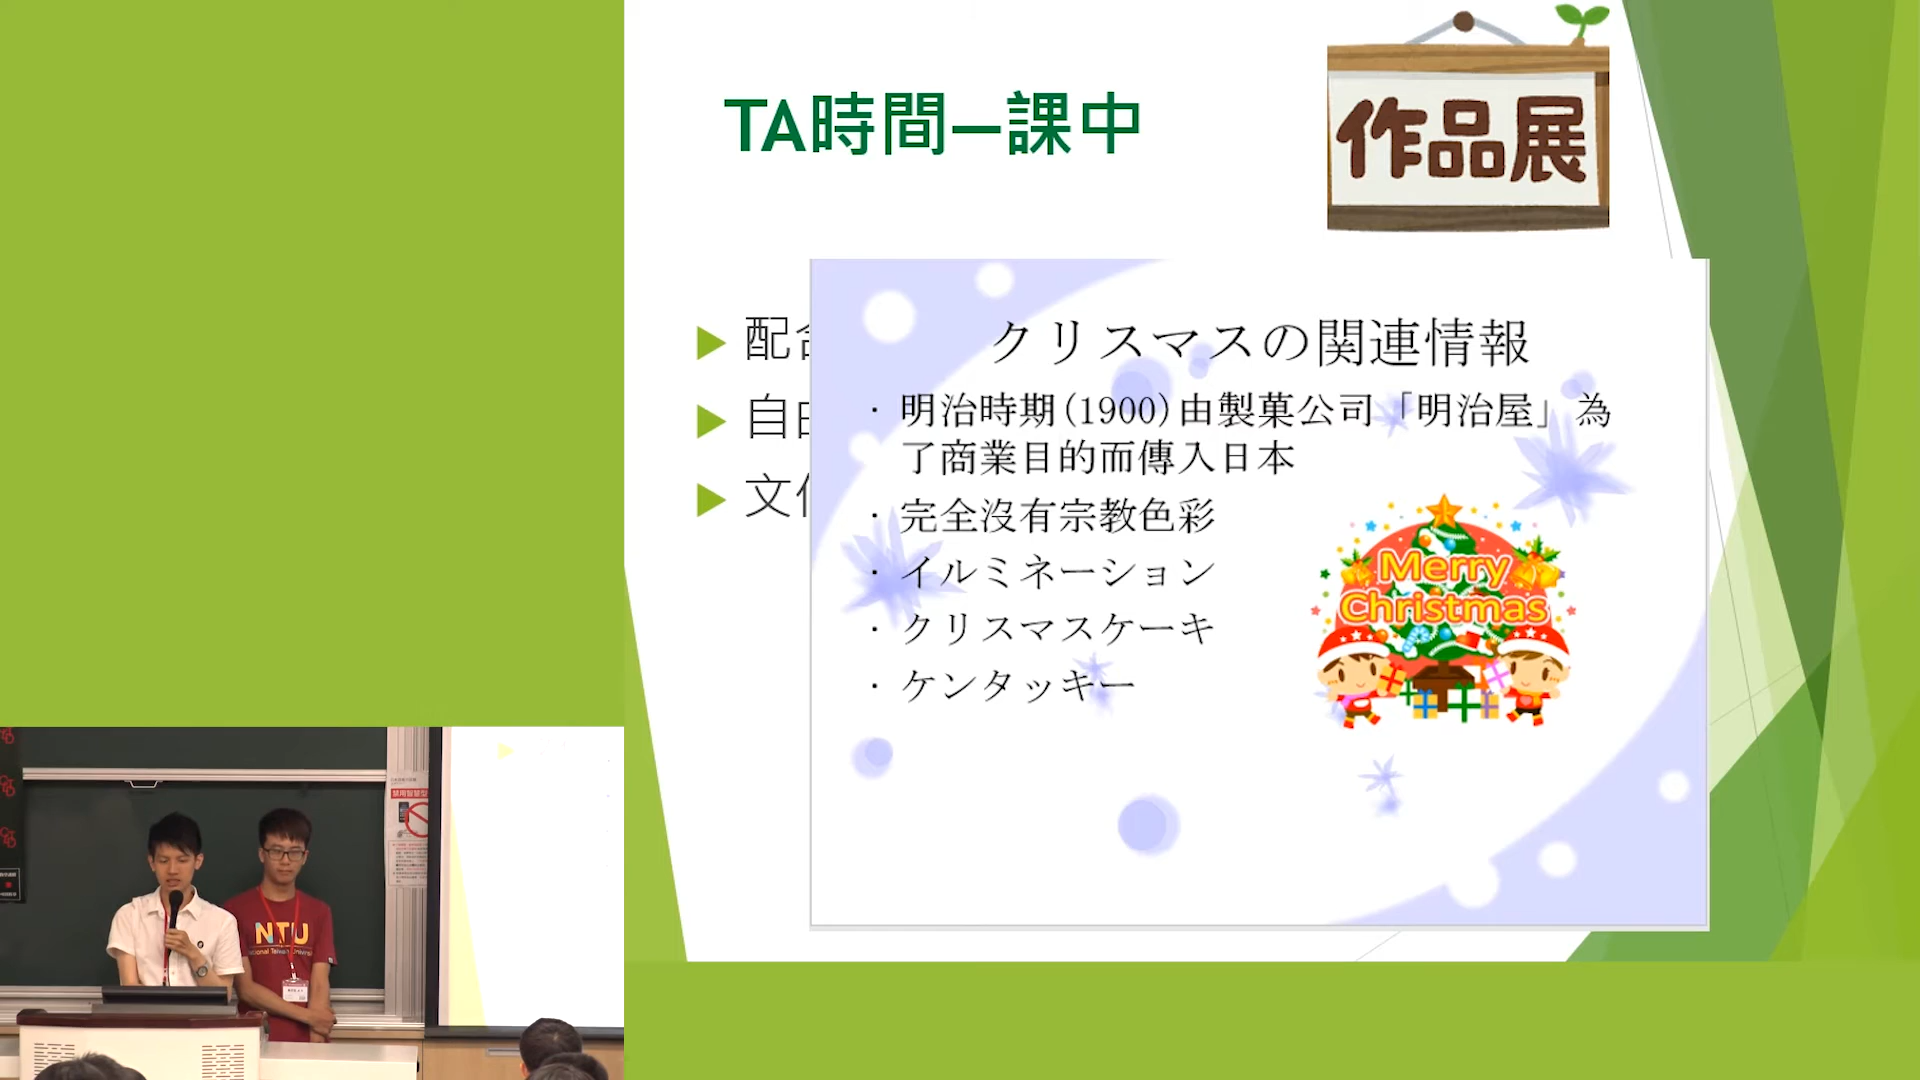 TA時間—課中
作品展
配合
自由
文化
クリスマスの関連情報
・明治時期(1900)由製菓公司「明治屋」為
了商業目的而傳入日本
・完全沒有宗教色彩
・イルミネーション
・クリスマスケーキ
・ケンタッキー
Merry
Christmas
NTU